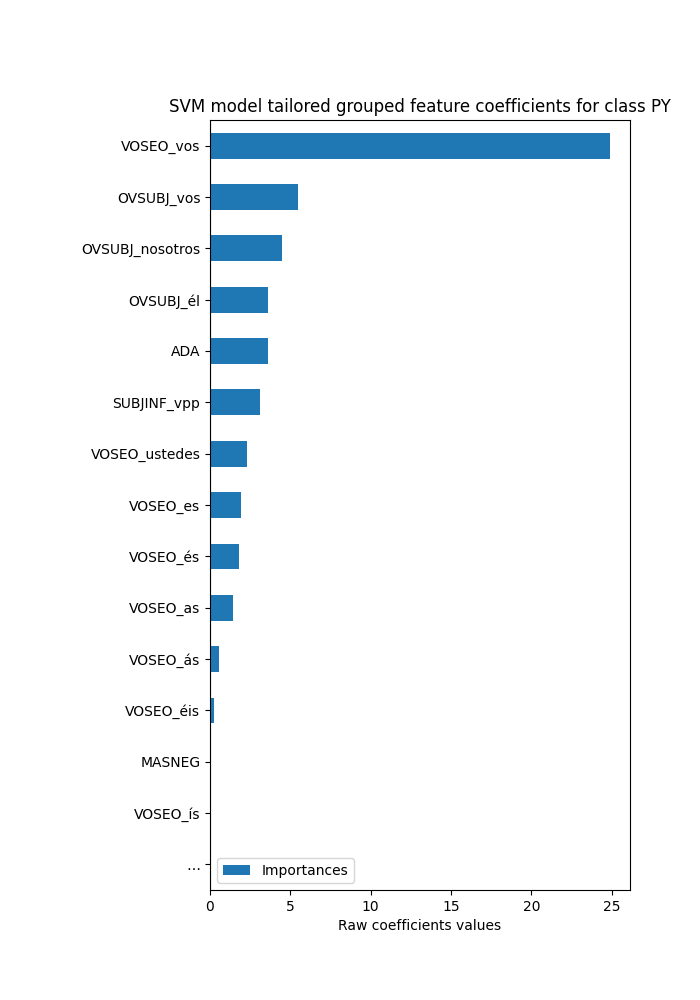 SVM model tailored grouped feature coefficients for class PY
VOSEO_vos
OVSUBJ_vos
OVSUBJ_nosotros
OVSUBJ_él
ADA
SUBJINF_vpp
VOSEO_ustedes
VOSEO_es
VOSEO_és
VOSEO_as
VOSEO_ás
VOSEO_éis
MASNEG
VOSEO_ís
...
Importances
0 5 10 15 20 25
Raw coefficients values